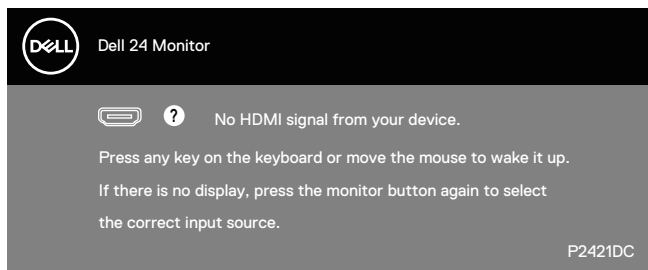 DELL
Dell 24 Monitor
? No HDMI signal from your device.
Press any key on the keyboard or move the mouse to wake it up.
If there is no display, press the monitor button again to select
the correct input source.
P2421DC